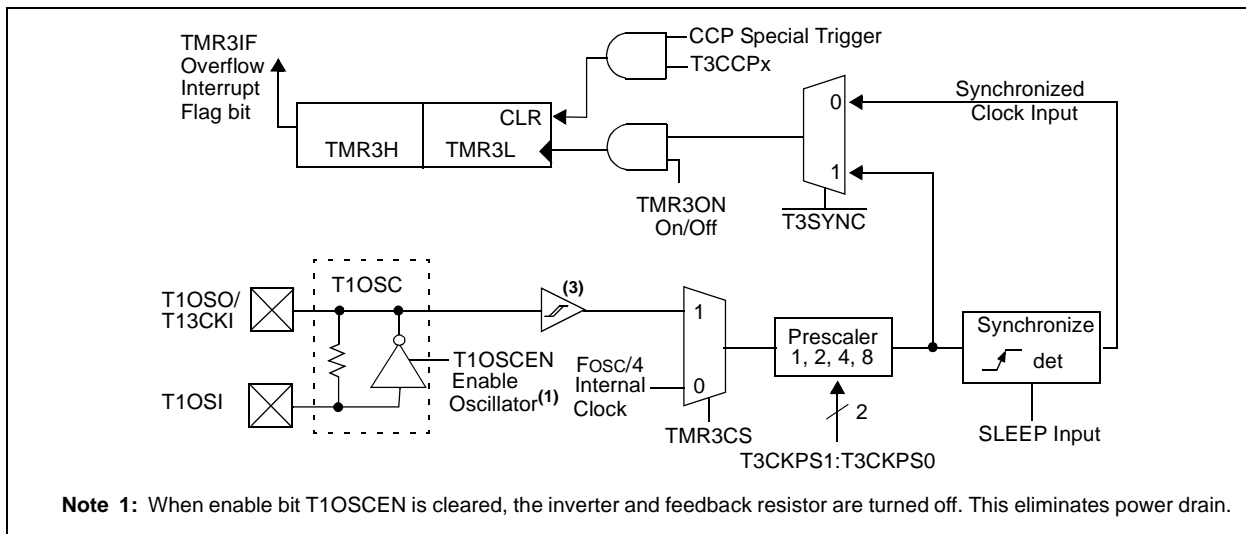 TMR3IF
Overflow
Interrupt
Flag bit
CCP Special Trigger
T3CCPx
CLR
TMR3H
TMR3L
0
1
Synchronized
Clock Input
TMR3ON
On/Off
T3SYNC
T1OSC
T1OSO/
T13CKI
T1OSI
(3)
T1OSCEN
Enable
Oscillator(1)
FOSC/4
Internal
Clock
1
0
TMR3CS
Prescaler
1, 2, 4, 8
2
T3CKPS1:T3CKPS0
Synchronize
det
SLEEP Input
Note 1: When enable bit T1OSCEN is cleared, the inverter and feedback resistor are turned off. This eliminates power drain.